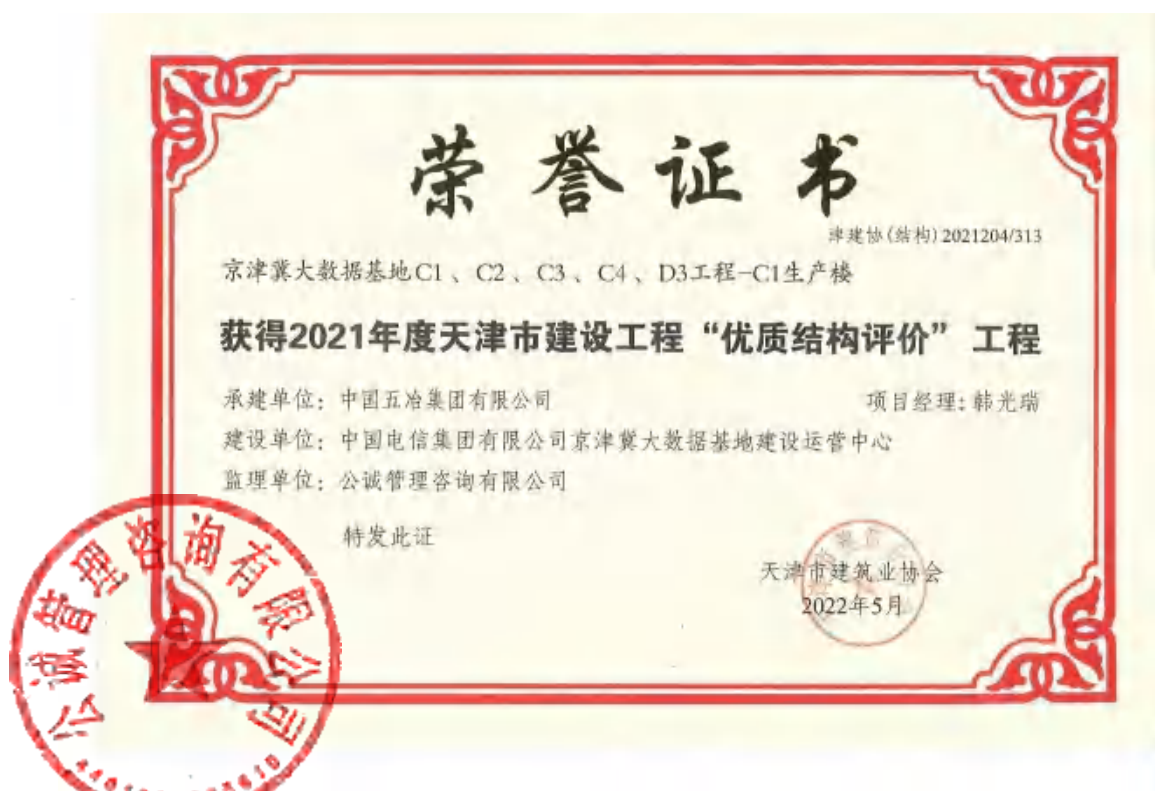 荣誉证书
津建协(结构)2021204/313
京津冀大数据基地C1、C2、C3、C4、D3工程-C1生产楼
获得2021年度天津市建设工程“优质结构评价” 工程
承建单位：中国五冶集团有限公司 项目经理：韩光瑞
建设单位：中国电信集团有限公司京津冀大数据基地建设运营中心
监理单位：公诚管理咨询有限公司
特发此证
天津市建筑业协会
2022年5月
公诚管理咨询有限公司